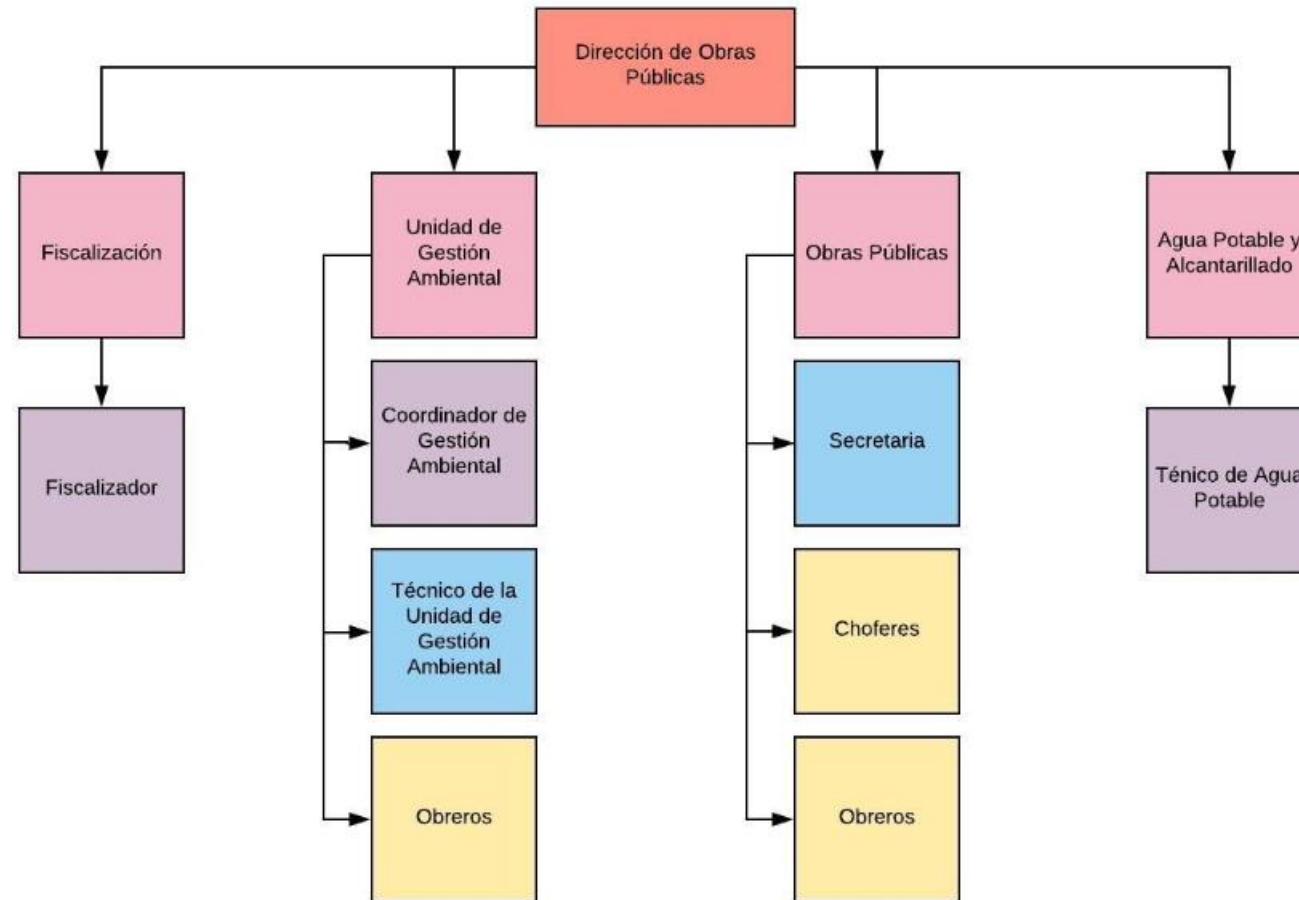 Dirección de Obras
Públicas
Fiscalización
Unidad de
Gestión
Ambiental
Obras Públicas
Agua Potable y
Alcantarillado
Fiscalizador
Coordinador de
Gestión
Ambiental
Secretaria
Ténico de Agua
Potable
Técnico de la
Unidad de
Gestión
Ambiental
Choferes
Obreros
Obreros